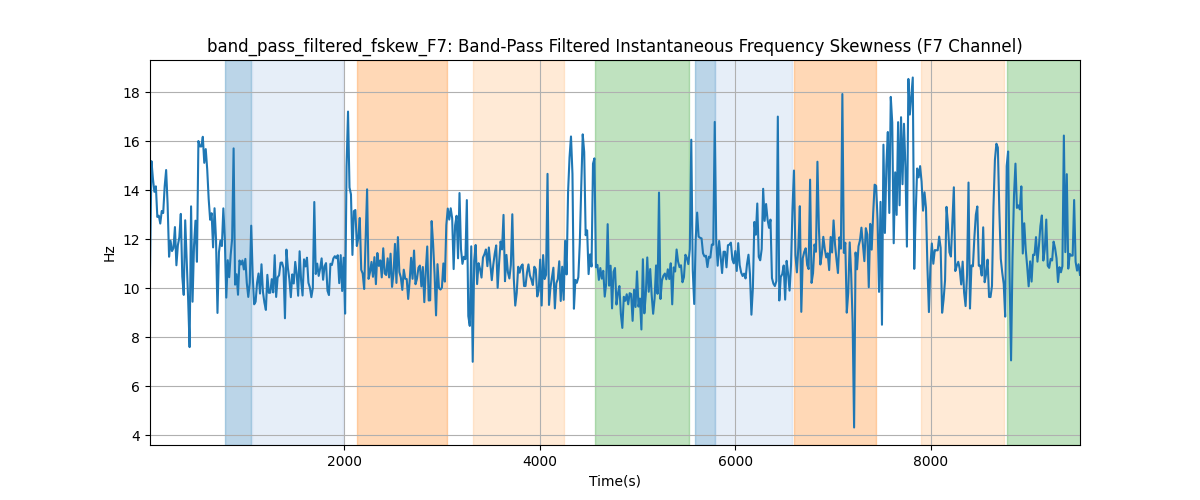 band_pass_filtered_fskew_F7: Band-Pass Filtered Instantaneous Frequency Skewness (F7 Channel)
Hz
18
16
14
12
10
8
6
4
2000 4000 6000 8000
Time(s)